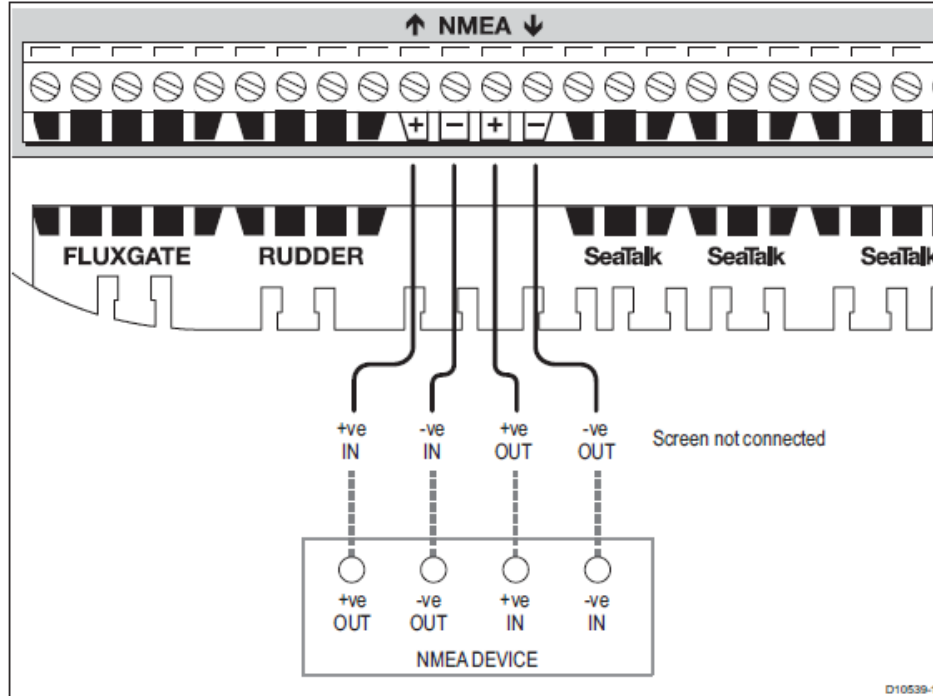 ↑ NMEA ↓
+ − + −
FLUXGATE RUDDER SeaTalk SeaTalk SeaTalk
+ve IN -ve IN +ve OUT -ve OUT Screen not connected
+ve OUT -ve OUT +ve IN -ve IN
NMEA DEVICE